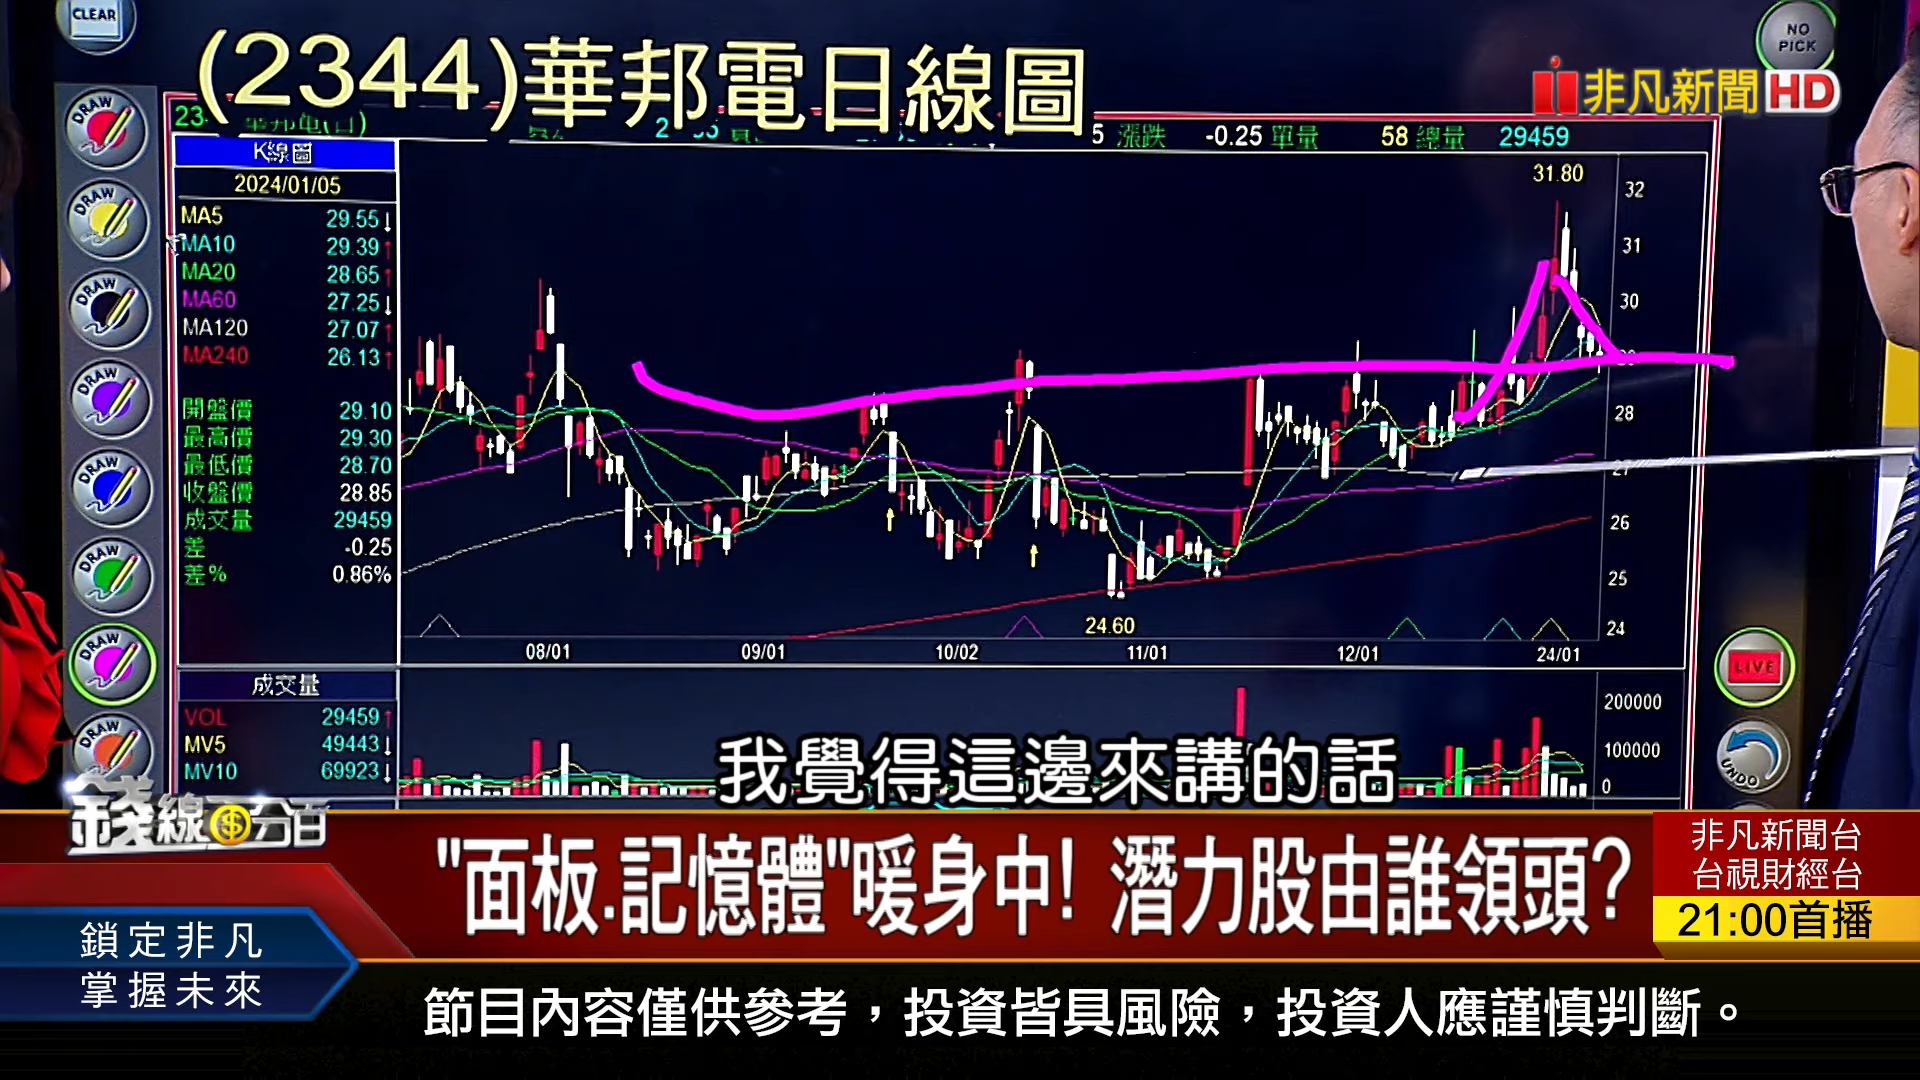 CLEAR
(2344)華邦電日線圖
NO PICK
非凡新聞HD
漲跌 -0.25 單量 58 總量 29459
K線圖
2024/01/05
MA5 29.55↓
MA10 29.39↑
MA20 28.65↑
MA60 27.25↓
MA120 27.07↑
MA240 26.13↑
開盤價 29.10
最高價 29.30
最低價 28.70
收盤價 28.85
成交量 29459
差 -0.25
差% 0.86%
31.80
32
31
30
28
27
26
25
24
24.60
08/01 09/01 10/02 11/01 12/01 24/01
成交量
VOL 29459↑
MV5 49443↓
MV10 69923↓
200000
100000
0
DRAW
DRAW
DRAW
DRAW
DRAW
DRAW
DRAW
DRAW
LIVE
UNDO
我覺得這邊來講的話
錢線百分百
"面板.記憶體"暖身中! 潛力股由誰領頭?
非凡新聞台
台視財經台
21:00首播
鎖定非凡
掌握未來
節目內容僅供參考，投資皆具風險，投資人應謹慎判斷。